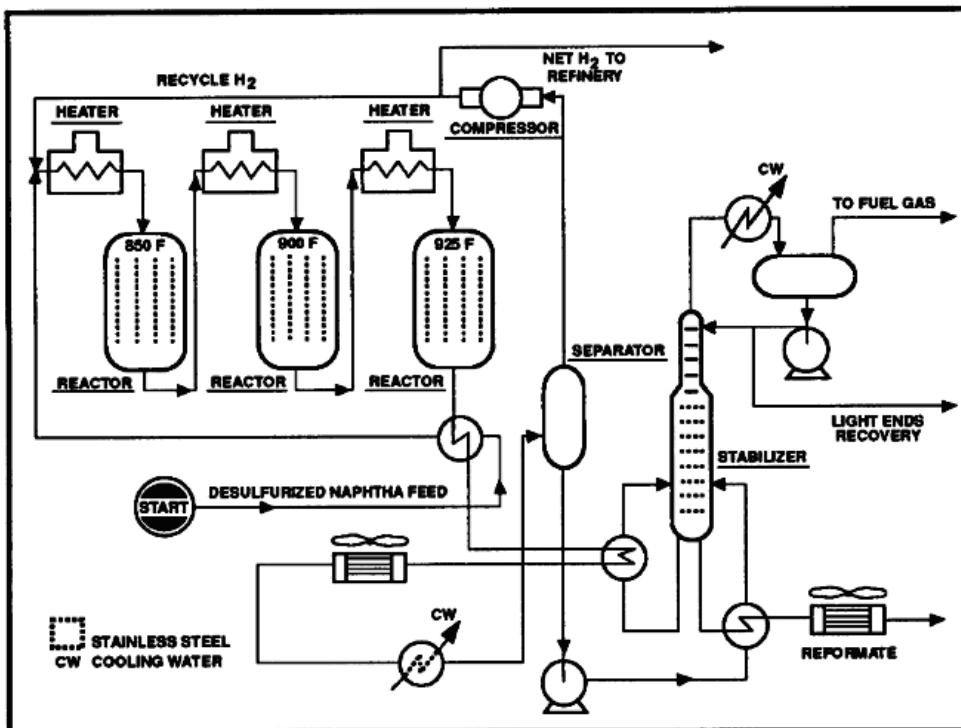 NET H₂ TO
REFINERY
RECYCLE H₂
HEATER
HEATER
HEATER
COMPRESSOR
CW
TO FUEL GAS
850 F
900 F
925 F
SEPARATOR
REACTOR
REACTOR
REACTOR
LIGHT ENDS
RECOVERY
STABILIZER
START
DESULFURIZED NAPHTHA FEED
CW
STAINLESS STEEL
CW COOLING WATER
REFORMATE